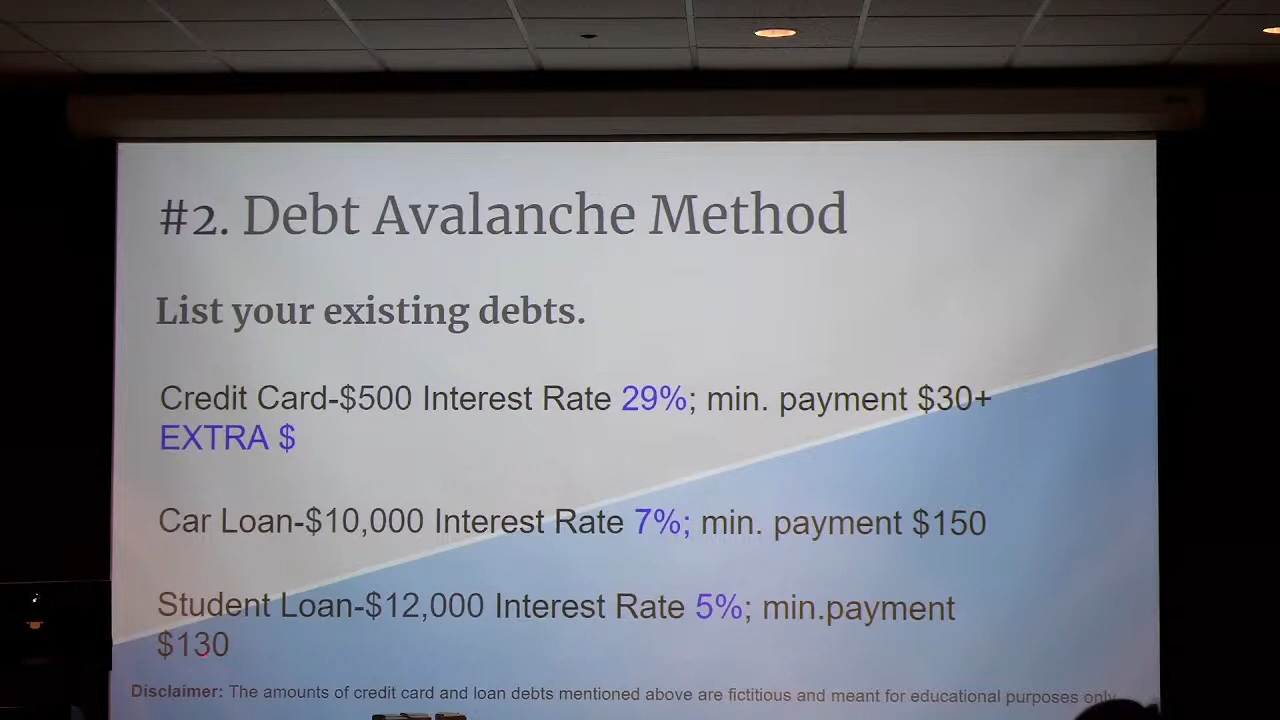 #2. Debt Avalanche Method
List your existing debts.
Credit Card-$500 Interest Rate 29%; min. payment $30+
EXTRA $
Car Loan-$10,000 Interest Rate 7%; min. payment $150
Student Loan-$12,000 Interest Rate 5%; min.payment
$130
Disclaimer: The amounts of credit card and loan debts mentioned above are fictitious and meant for educational purposes only